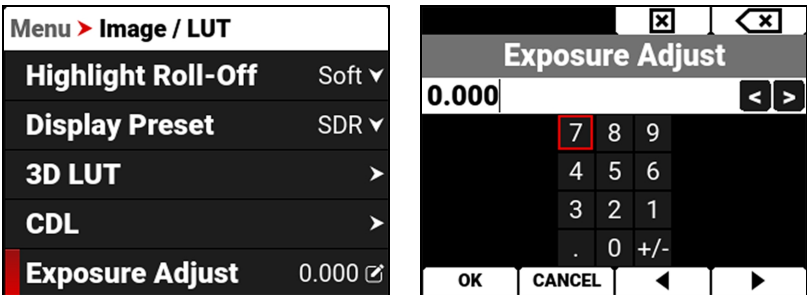 Menu > Image / LUT
Highlight Roll-Off Soft
Display Preset SDR
3D LUT >
CDL >
Exposure Adjust 0.000
Exposure Adjust
0.000 < >
7 8 9
4 5 6
3 2 1
. 0 +/-
OK CANCEL